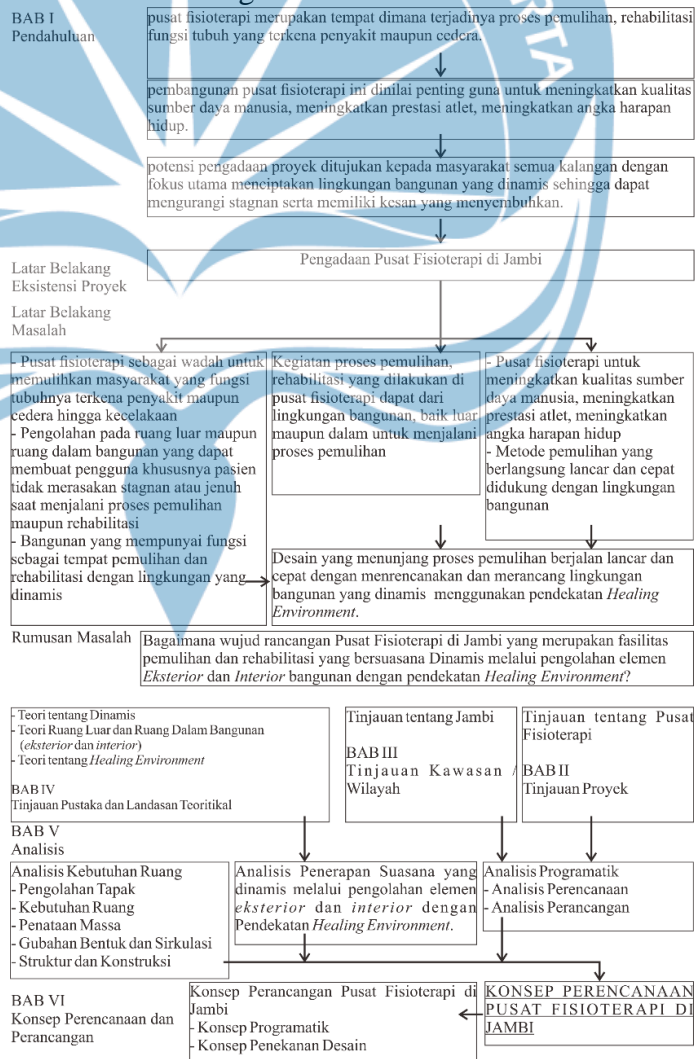 BAB I
Pendahuluan
pusat fisioterapi merupakan tempat dimana terjadinya proses pemulihan, rehabilitasi
fungsi tubuh yang terkena penyakit maupun cedera.
pembangunan pusat fisioterapi ini dinilai penting guna untuk meningkatkan kualitas
sumber daya manusia, meningkatkan prestasi atlet, meningkatkan angka harapan
hidup.
potensi pengadaan proyek ditujukan kepada masyarakat semua kalangan dengan
fokus utama menciptakan lingkungan bangunan yang dinamis sehingga dapat
mengurangi stagnan serta memiliki kesan yang menyembuhkan.
Pengadaan Pusat Fisioterapi di Jambi
Latar Belakang
Eksistensi Proyek
Latar Belakang
Masalah
- Pusat fisioterapi sebagai wadah untuk
memulihkan masyarakat yang fungsi
tubuhnya terkena penyakit maupun
cedera hingga kecelakaan
- Pengolahan pada ruang luar maupun
ruang dalam bangunan yang dapat
membuat pengguna khususnya pasien
tidak merasakan stagnan atau jenuh
saat menjalani proses pemulihan
maupun rehabilitasi
- Bangunan yang mempunyai fungsi
sebagai tempat pemulihan dan
rehabilitasi dengan lingkungan yang
dinamis
Kegiatan proses pemulihan,
rehabilitasi yang dilakukan di
pusat fisioterapi dapat dari
lingkungan bangunan, baik luar
maupun dalam untuk menjalani
proses pemulihan
- Pusat fisioterapi untuk
meningkatkan kualitas sumber
daya manusia, meningkatkan
prestasi atlet, meningkatkan
angka harapan hidup
- Metode pemulihan yang
berlangsung lancar dan cepat
didukung dengan lingkungan
bangunan
Desain yang menunjang proses pemulihan berjalan lancar dan
cepat dengan menrencanakan dan merancang lingkungan
bangunan yang dinamis menggunakan pendekatan Healing
Environment.
Rumusan Masalah
Bagaimana wujud rancangan Pusat Fisioterapi di Jambi yang merupakan fasilitas
pemulihan dan rehabilitasi yang bersuasana Dinamis melalui pengolahan elemen
Eksterior dan Interior bangunan dengan pendekatan Healing Environment?
- Teori tentang Dinamis
- Teori Ruang Luar dan Ruang Dalam Bangunan
(eksterior dan interior)
- Teori tentang Healing Environment
BAB IV
Tinjauan Pustaka dan Landasan Teoritikal
Tinjauan tentang Jambi
BAB III
Tinjauan Kawasan /
Wilayah
Tinjauan tentang Pusat
Fisioterapi
BAB II
Tinjauan Proyek
BAB V
Analisis
Analisis Kebutuhan Ruang
- Pengolahan Tapak
- Kebutuhan Ruang
- Penataan Massa
- Gubahan Bentuk dan Sirkulasi
- Struktur dan Konstruksi
Analisis Penerapan Suasana yang
dinamis melalui pengolahan elemen
eksterior dan interior dengan
Pendekatan Healing Environment.
Analisis Programatik
- Analisis Perencanaan
- Analisis Perancangan
BAB VI
Konsep Perencanaan dan
Perancangan
Konsep Perancangan Pusat Fisioterapi di
Jambi
- Konsep Programatik
- Konsep Penekanan Desain
KONSEP PERENCANAAN
PUSAT FISIOTERAPI DI
JAMBI